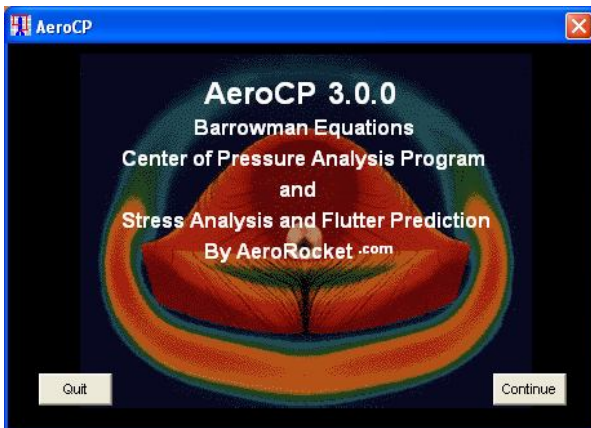 AeroCP
AeroCP 3.0.0
Barrowman Equations
Center of Pressure Analysis Program
and
Stress Analysis and Flutter Prediction
By AeroRocket .com
Quit
Continue